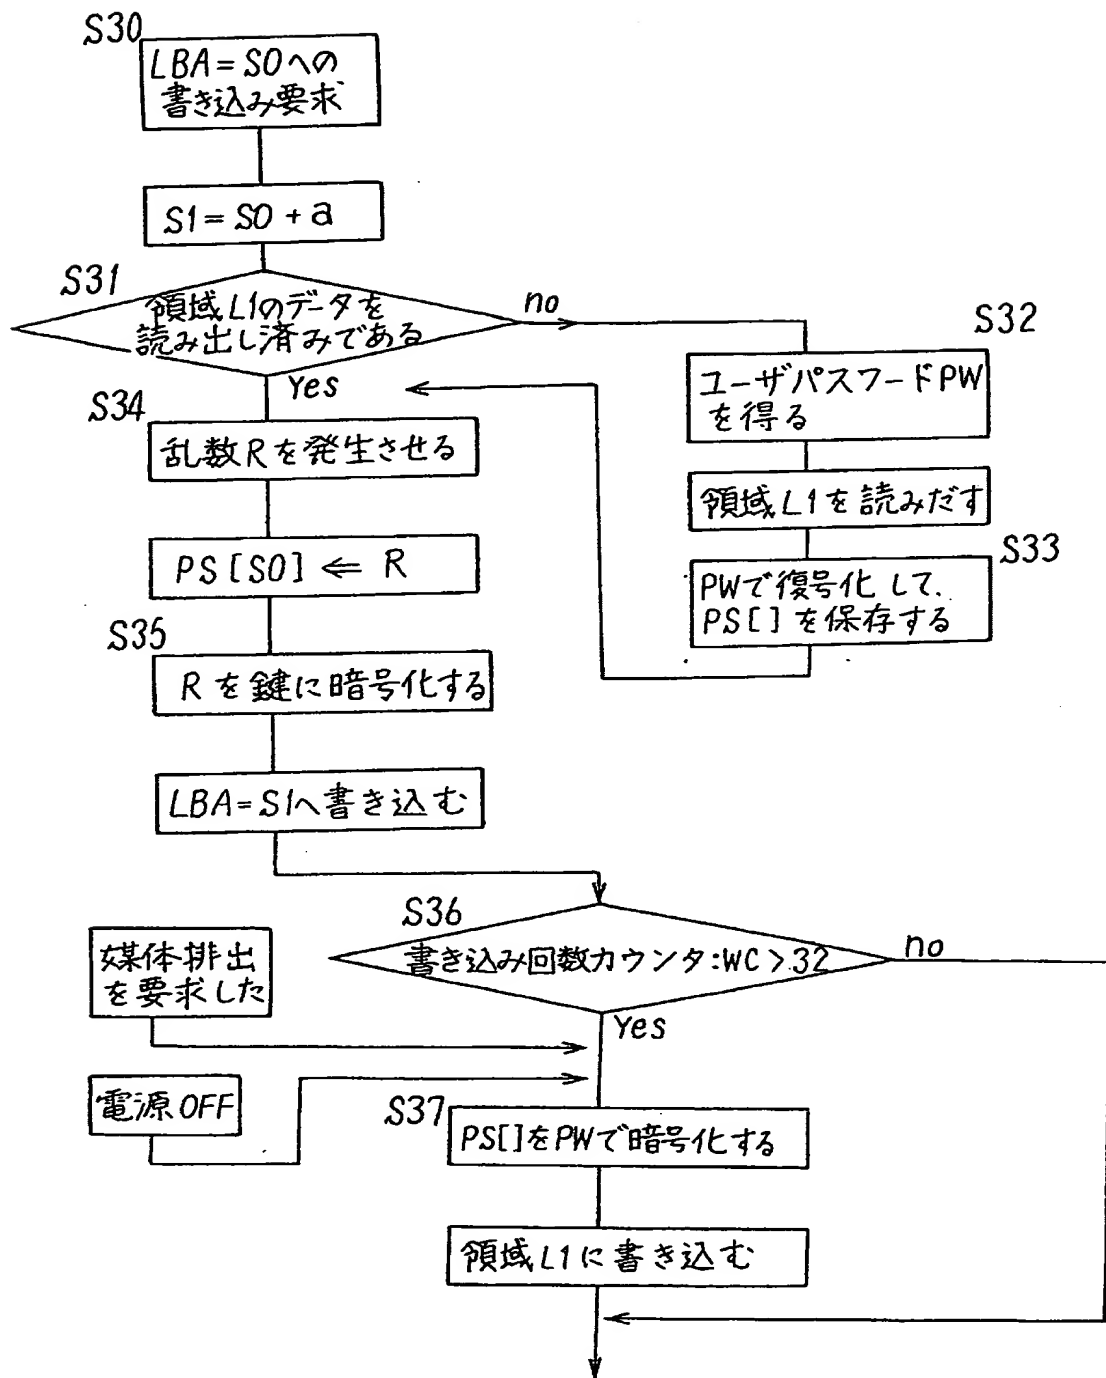 S30
LBA=S0への
書き込み要求
S1=S0+a
S31
領域L1のデータを
読み出し済みである
no
Yes
S32
ユーザパスワードPW
を得る
領域L1を読みだす
S33
PWで復号化して、
PS[]を保存する
S34
乱数Rを発生させる
PS[S0]⇐R
S35
Rを鍵に暗号化する
LBA=S1へ書き込む
S36
書き込み回数カウンタ:WC>32
no
Yes
媒体排出
を要求した
電源OFF
S37
PS[]をPWで暗号化する
領域L1に書き込む